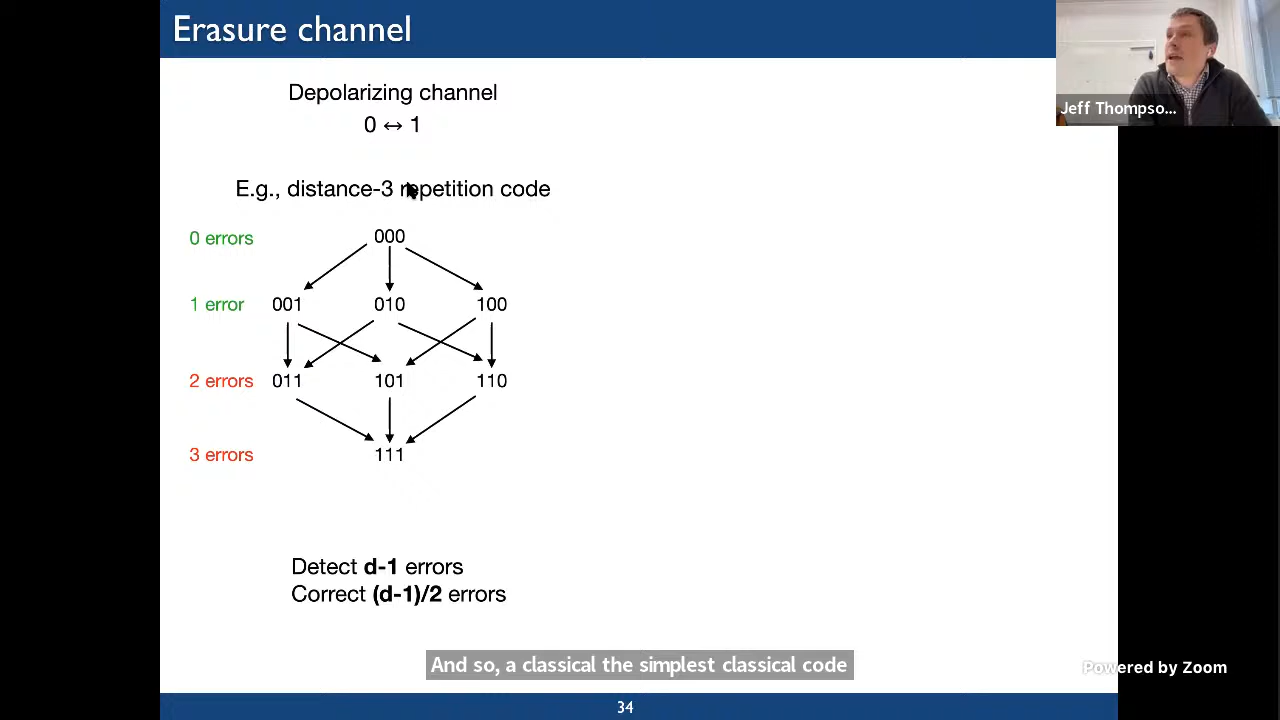 Erasure channel
Jeff Thompso...
Depolarizing channel
0 ↔ 1
E.g., distance-3 repetition code
0 errors 000
1 error 001 010 100
2 errors 011 101 110
3 errors 111
Detect d-1 errors
Correct (d-1)/2 errors
And so, a classical the simplest classical code
Powered by Zoom
34